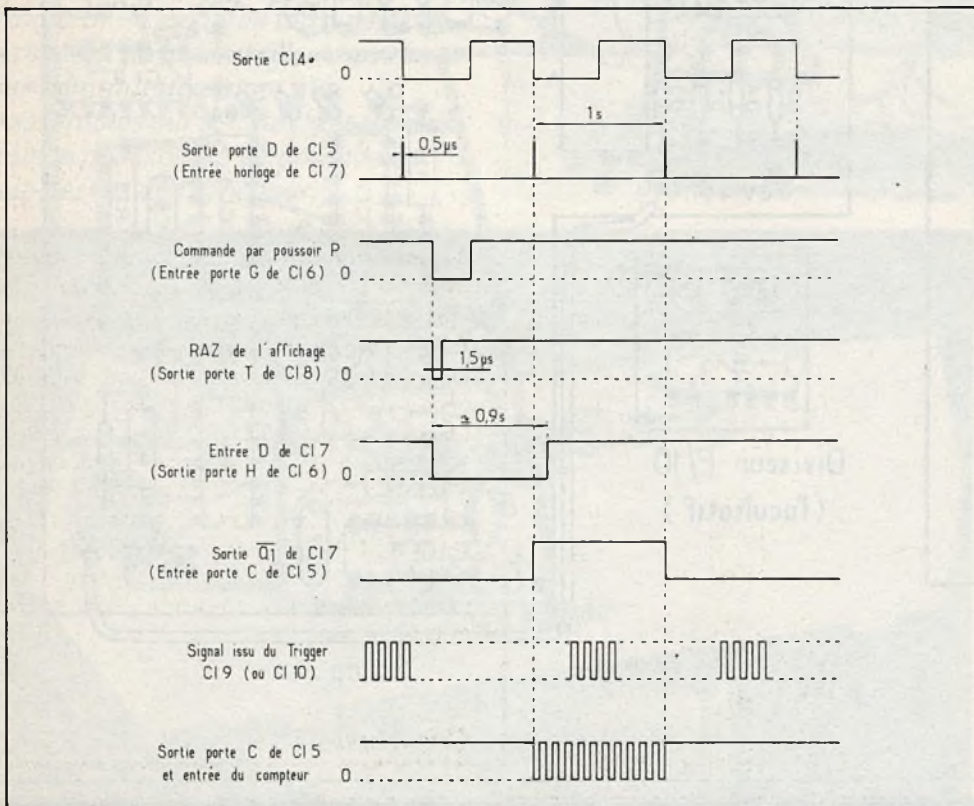 Sortie CI4
0
1s
Sortie porte D de CI5
(Entrée horloge de CI7)
0,5µs
Commande par poussoir P
(Entrée porte G de CI6) 0
RAZ de l'affichage
(Sortie porte T de CI8) 0
1,5µs
≃ 0,9s
Entrée D de CI7
(Sortie porte H de CI6) 0
Sortie Q̅1̅ de CI7
(Entrée porte C de CI5)
Signal issu du Trigger
CI9 (ou CI10)
Sortie porte C de CI5
et entrée du compteur 0